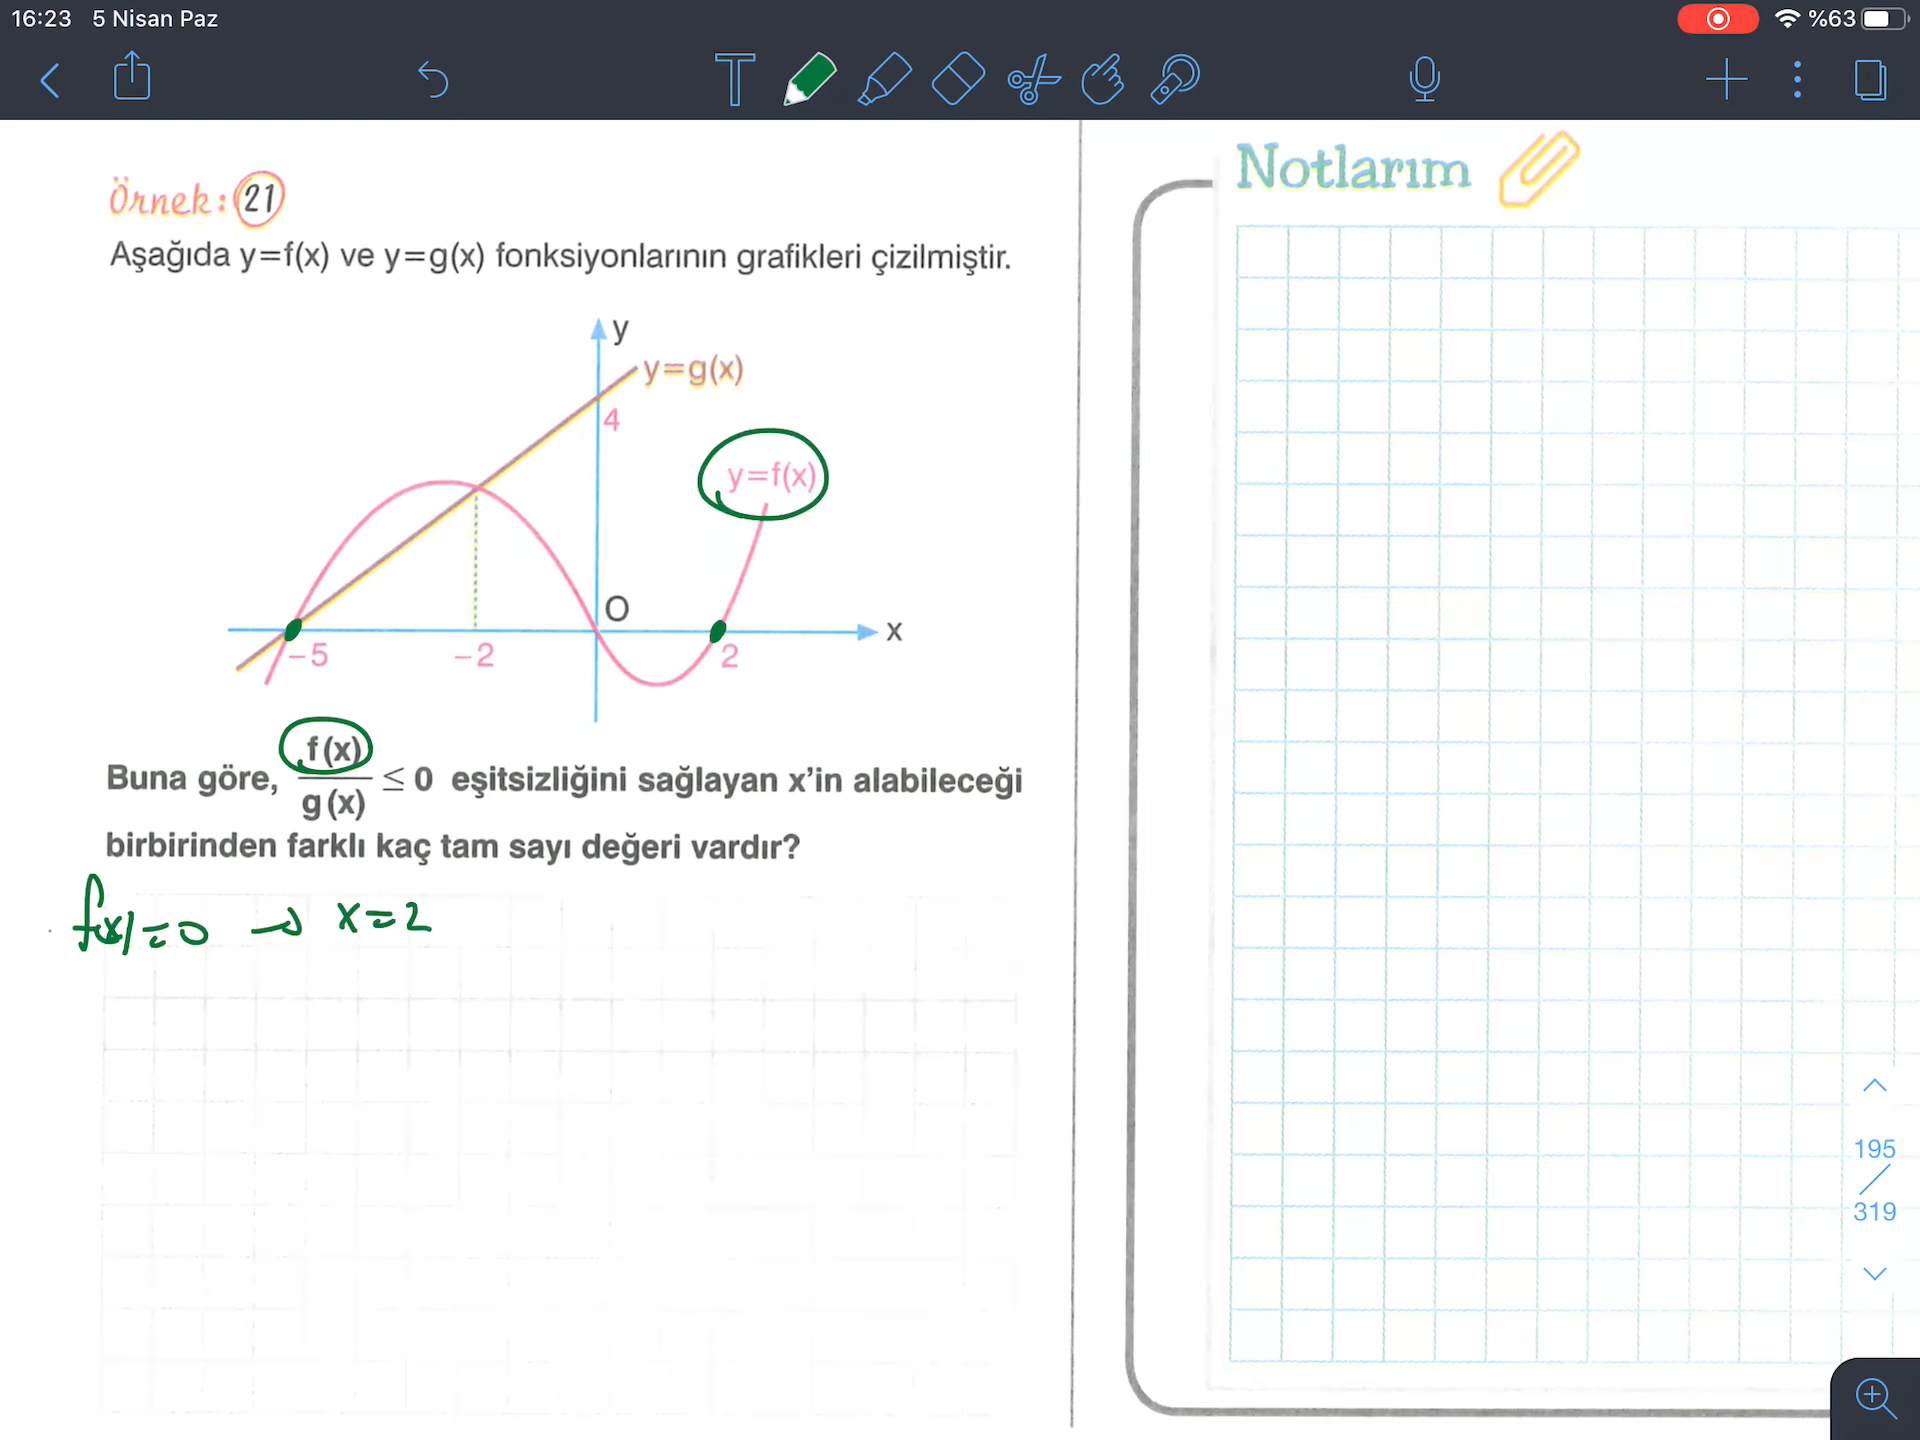 16:23 5 Nisan Paz
%63
Örnek: 21
Aşağıda y=f(x) ve y=g(x) fonksiyonlarının grafikleri çizilmiştir.
y
y=g(x)
4
y=f(x)
O
x
-5
-2
2
Buna göre, f(x)/g(x) ≤ 0 eşitsizliğini sağlayan x'in alabileceği
birbirinden farklı kaç tam sayı değeri vardır?
f(x)=0 → x=2
Notlarım
195
319